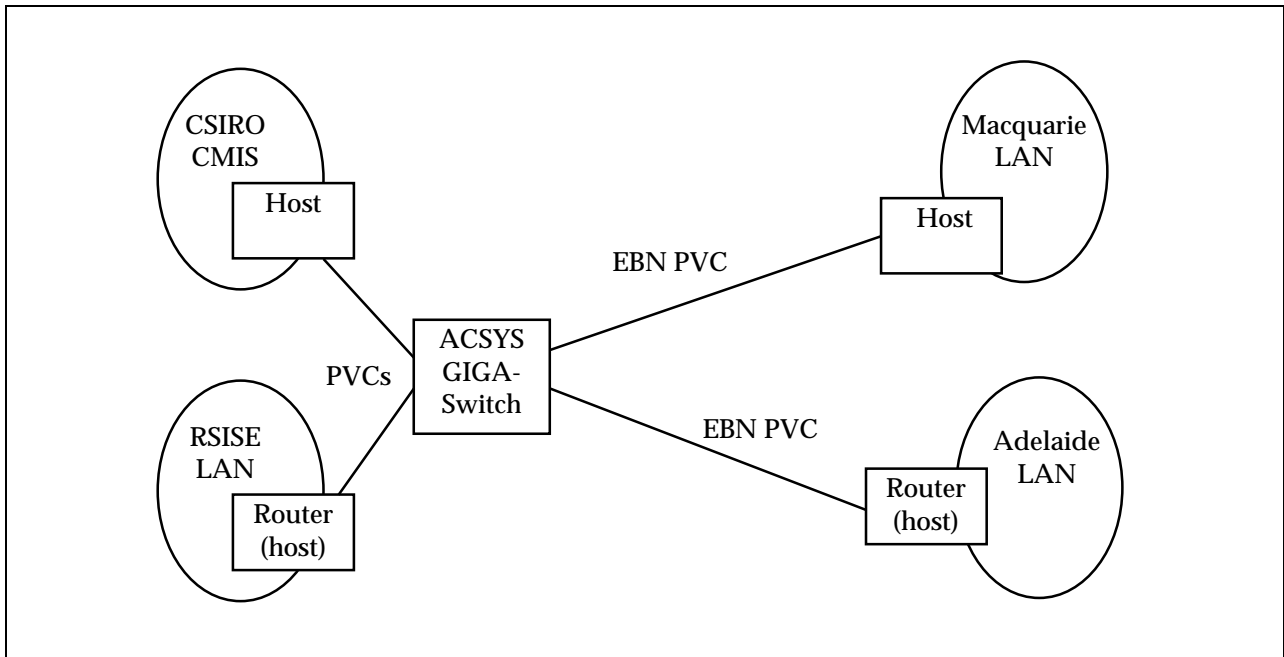 CSIRO
CMIS
Host
Macquarie
LAN
Host
EBN PVC
ACSYS
GIGA-
Switch
PVCs
EBN PVC
RSISE
LAN
Router
(host)
Adelaide
LAN
Router
(host)